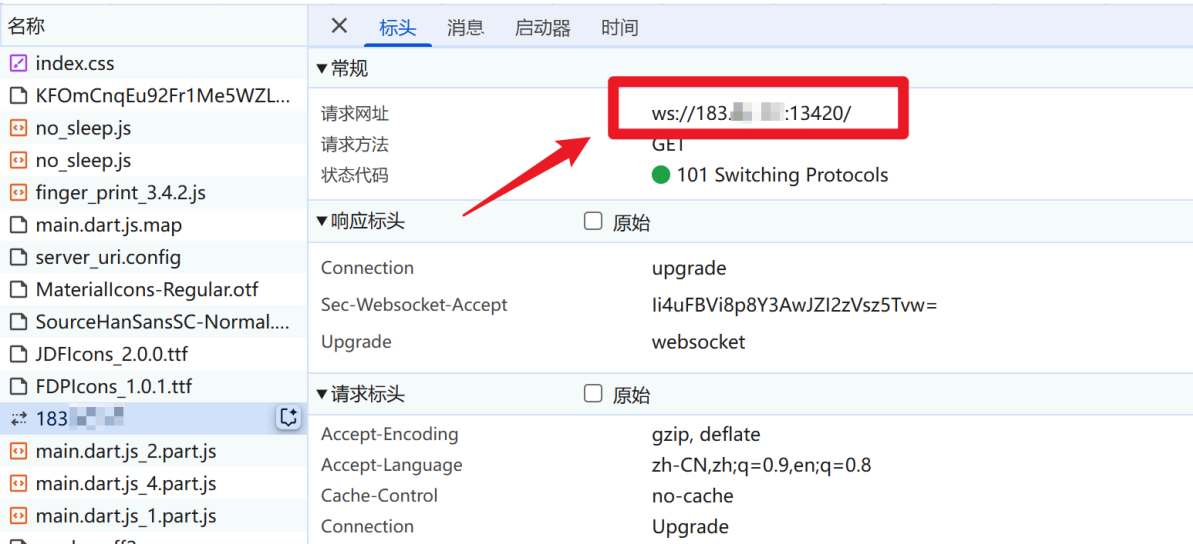 名称
index.css
KFOmCnqEu92Fr1Me5WZL...
no_sleep.js
no_sleep.js
finger_print_3.4.2.js
main.dart.js.map
server_uri.config
MaterialIcons-Regular.otf
SourceHanSansSC-Normal....
JDFIcons_2.0.0.ttf
FDPIcons_1.0.1.ttf
183
main.dart.js_2.part.js
main.dart.js_4.part.js
main.dart.js_1.part.js
标头 消息 启动器 时间
常规
请求网址 ws://183. :13420/
请求方法 GET
状态代码 101 Switching Protocols
响应标头 原始
Connection upgrade
Sec-Websocket-Accept Ii4uFBVi8p8Y3AwJZI2zVsz5Tvw=
Upgrade websocket
请求标头 原始
Accept-Encoding gzip, deflate
Accept-Language zh-CN,zh;q=0.9,en;q=0.8
Cache-Control no-cache
Connection Upgrade